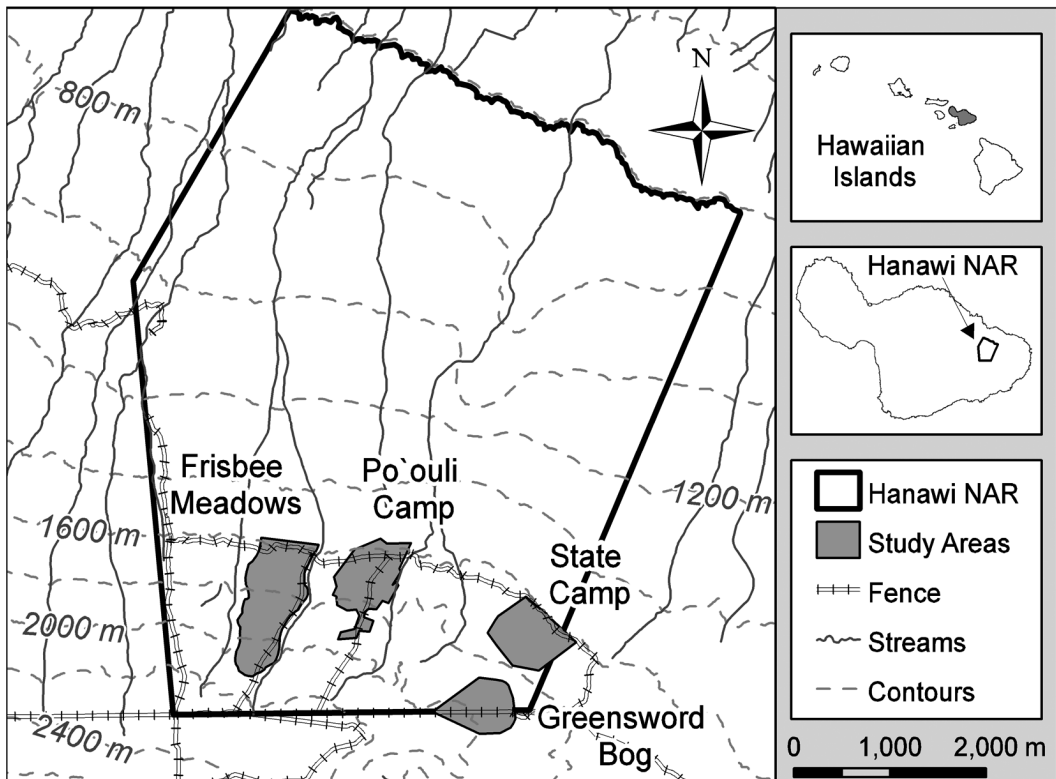 800 m
N
Frisbee
Meadows
Po`ouli
Camp
1200 m
1600 m
State
Camp
2000 m
Greensword
Bog
2400 m
Hawaiian
Islands
Hanawi NAR
Hanawi NAR
Study Areas
Fence
Streams
Contours
0 1,000 2,000 m